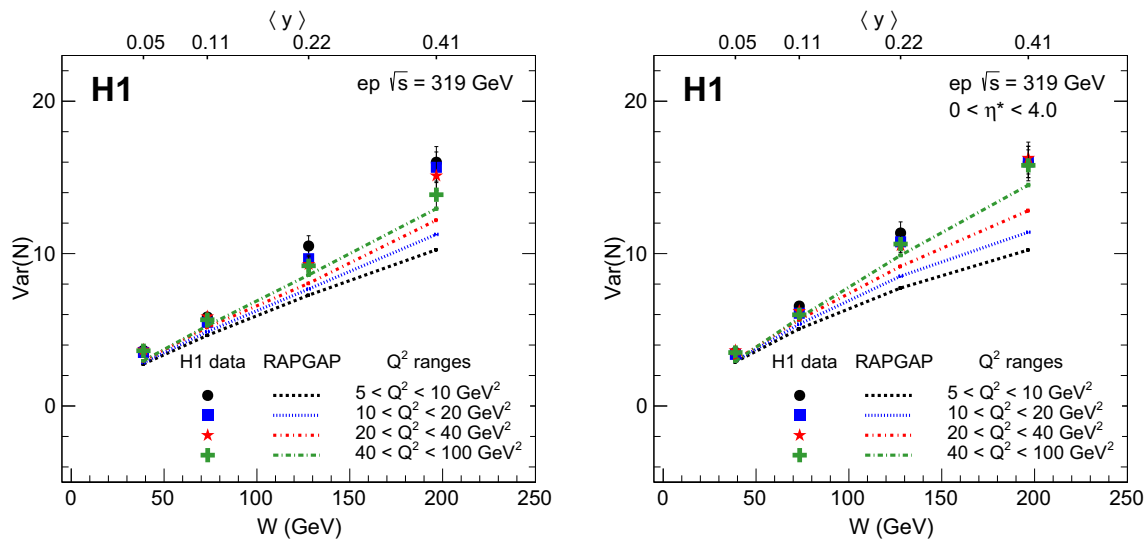 ⟨ y ⟩
0.05 0.11 0.22 0.41
H1
ep √s = 319 GeV
Var(N)
20
10
0
H1 data RAPGAP Q² ranges
5 < Q² < 10 GeV²
10 < Q² < 20 GeV²
20 < Q² < 40 GeV²
40 < Q² < 100 GeV²
0 50 100 150 200 250
W (GeV)
⟨ y ⟩
0.05 0.11 0.22 0.41
H1
ep √s = 319 GeV
0 < η* < 4.0
Var(N)
20
10
0
H1 data RAPGAP Q² ranges
5 < Q² < 10 GeV²
10 < Q² < 20 GeV²
20 < Q² < 40 GeV²
40 < Q² < 100 GeV²
0 50 100 150 200 250
W (GeV)